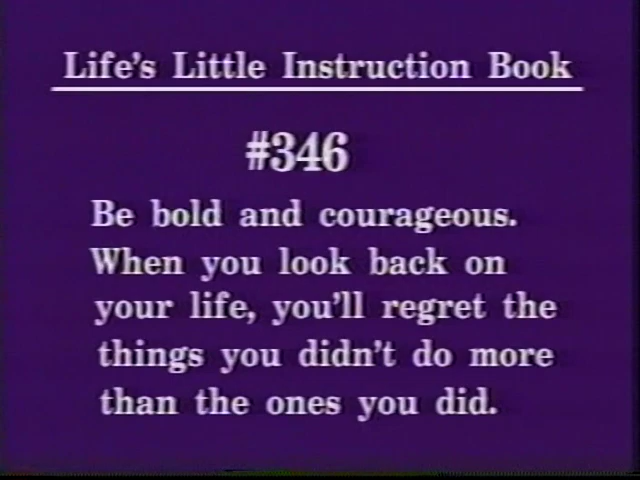 Life's Little Instruction Book
#346
Be bold and courageous.
When you look back on
your life, you'll regret the
things you didn't do more
than the ones you did.